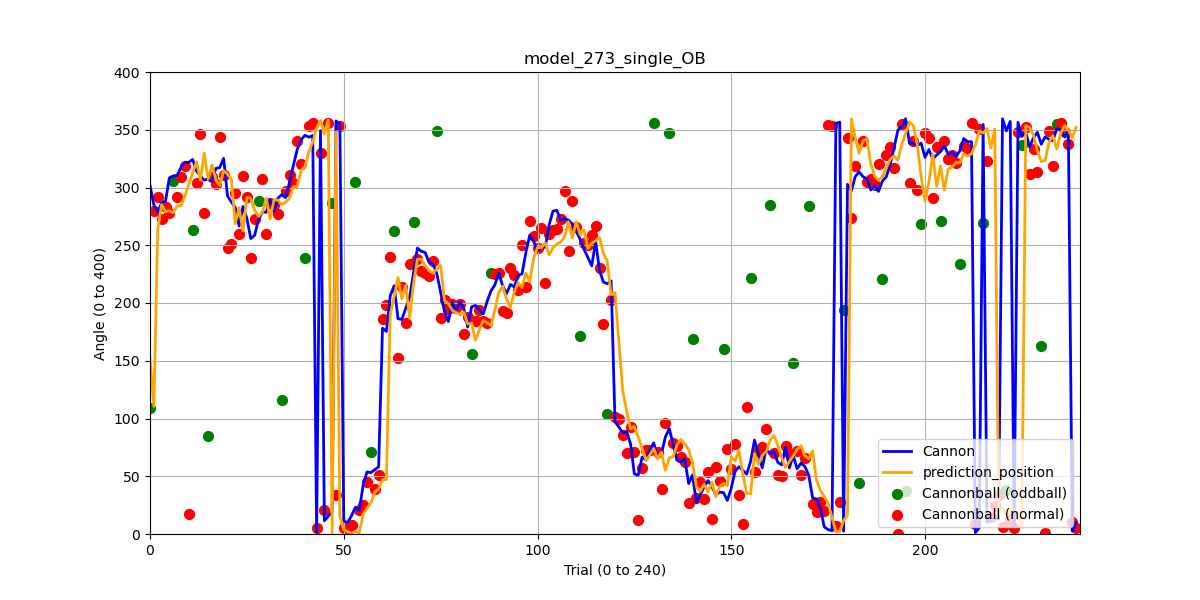 model_273_single_OB
400
350
300
250
200
150
100
50
0
Angle (0 to 400)
0 50 100 150 200
Trial (0 to 240)
Cannon
prediction_position
Cannonball (oddball)
Cannonball (normal)